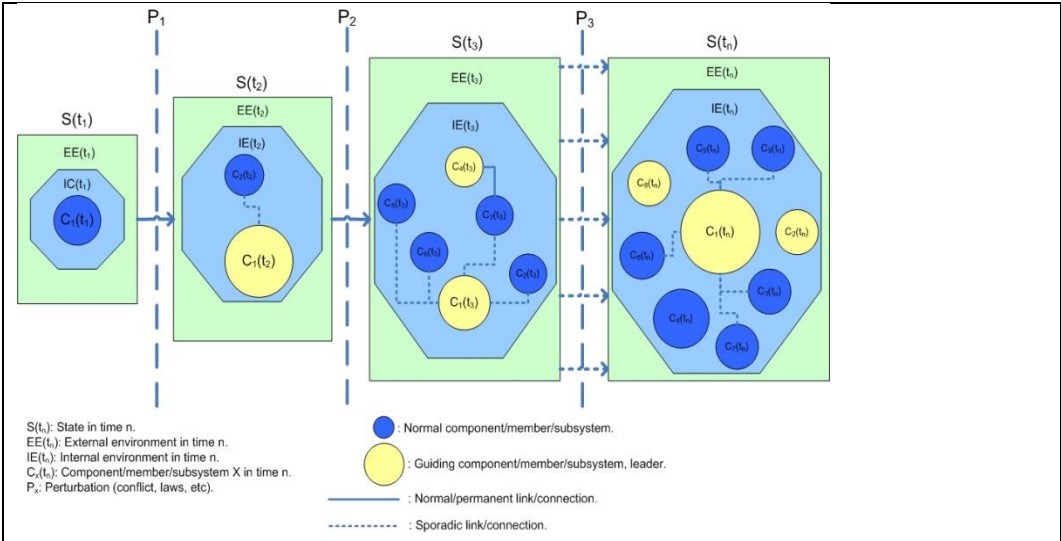 P₁
P₂
P₃
S(t₁)
EE(t₁)
IC(t₁)
C₁(t₁)
S(t₂)
EE(t₂)
IE(t₂)
C₂(t₂)
C₁(t₂)
S(t₃)
EE(t₃)
IE(t₃)
C₄(t₃)
C₅(t₃)
C₃(t₃)
C₆(t₃)
C₂(t₃)
C₁(t₃)
S(tₙ)
EE(tₙ)
IE(tₙ)
C₅(tₙ)
C₉(tₙ)
C₈(tₙ)
C₁(tₙ)
C₂(tₙ)
C₆(tₙ)
C₃(tₙ)
C₄(tₙ)
C₇(tₙ)
S(tₙ): State in time n.
EE(tₙ): External environment in time n.
IE(tₙ): Internal environment in time n.
Cₓ(tₙ): Component/member/subsystem X in time n.
Pₓ: Perturbation (conflict, laws, etc).
: Normal component/member/subsystem.
: Guiding component/member/subsystem, leader.
: Normal/permanent link/connection.
: Sporadic link/connection.